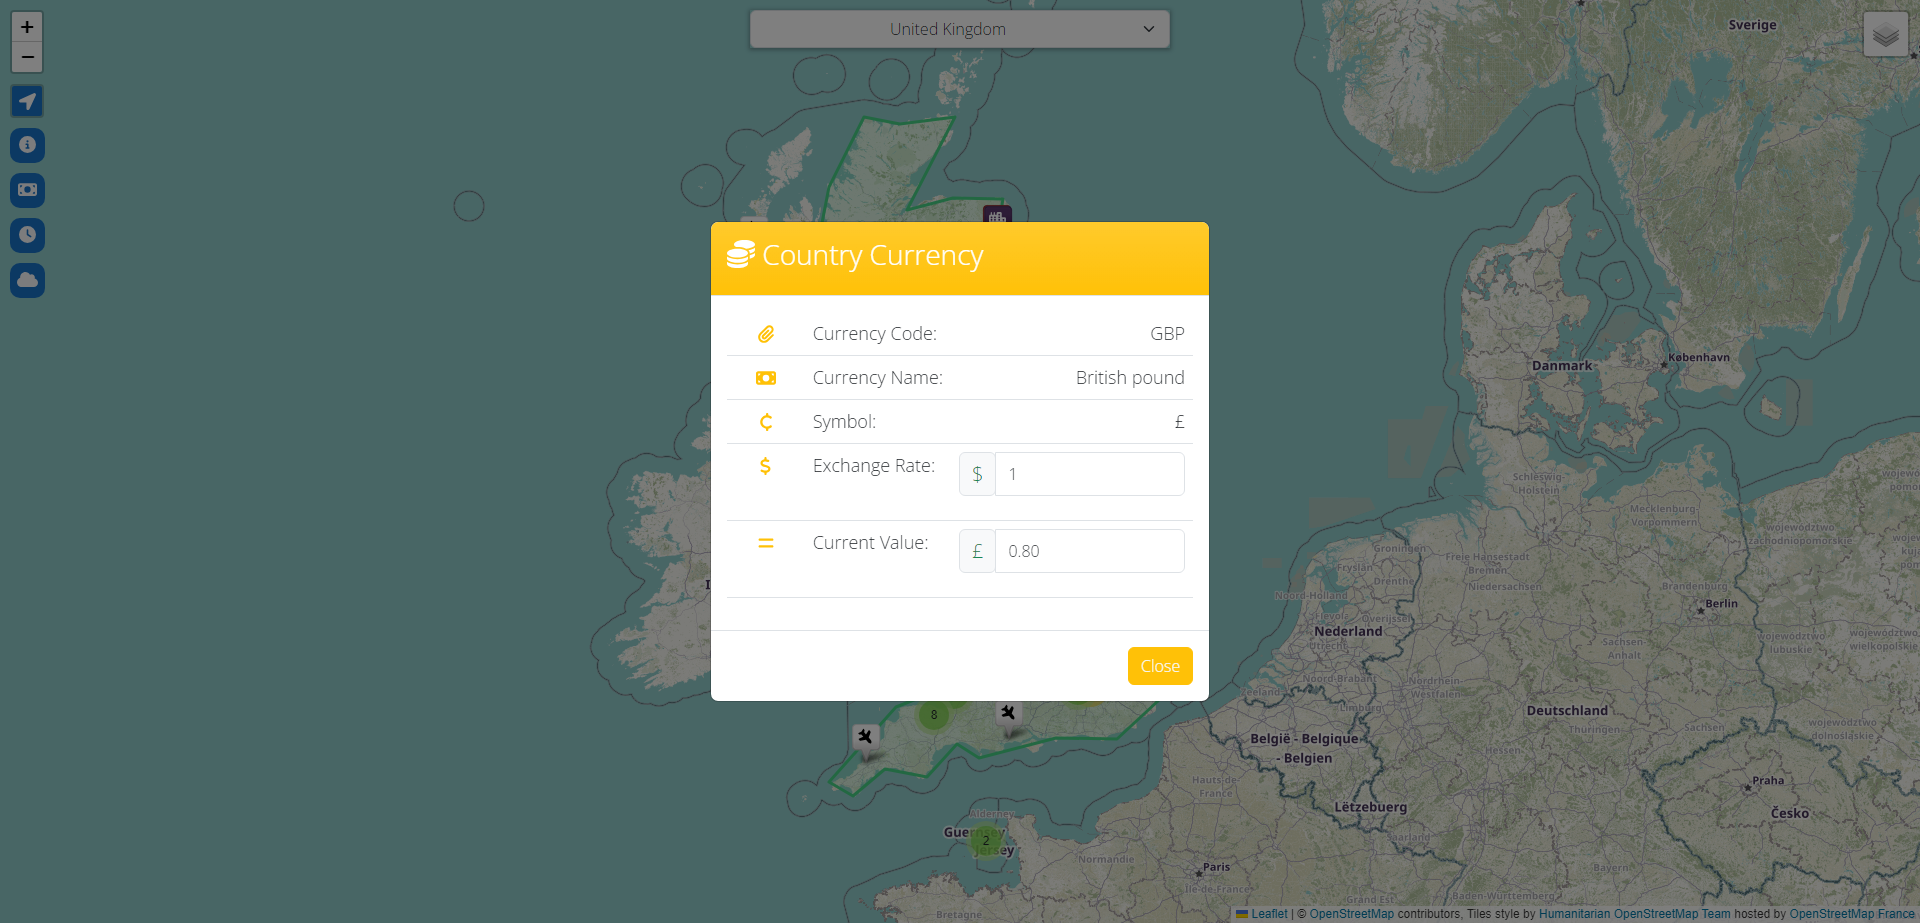 +
−
United Kingdom
Sverige
Country Currency
Currency Code: GBP
Currency Name: British pound
Symbol: £
Exchange Rate: $ 1
Current Value: £ 0.80
Close
København
Danmark
Schleswig-
Holstein
Mecklenburg-
Vorpommern
województwo
zachodniopomorskie
Groningen
Fryslân
Drenthe
Freie Hansestadt
Bremen
Niedersachsen
Brandenburg
Berlin
Noord-Holland
Flevoland
Overijssel
Nederland
Utrecht
Sachsen-
Anhalt
województwo
lubuskie
województwo
wielkopolskie
Noord-Brabant
Nordrhein-
Westfalen
Zeeland
Limburg
Deutschland
Thüringen
Sachsen
województwo
dolnośląskie
België - Belgique
- Belgien
Hessen
8
Hauts-de-
France
Praha
Lëtzebuerg
Česko
Alderney
Guernsey
2
Jersey
Saarland
Normandie
Paris
Île-de-France
Bayern
Bretagne
Grand Est
Baden-Württemberg
Leaflet | © OpenStreetMap contributors, Tiles style by Humanitarian OpenStreetMap Team hosted by OpenStreetMap France